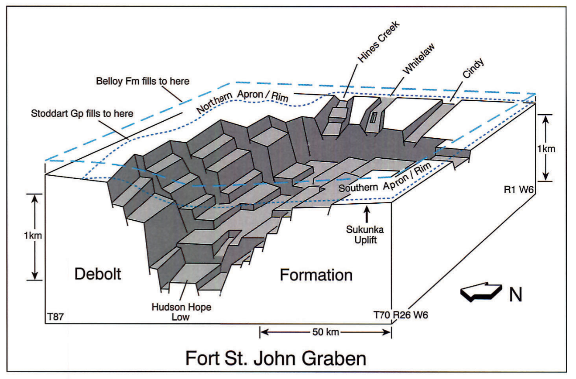 Hines Creek
Whitelaw
Cindy
Belloy Fm fills to here
Northern Apron / Rim
Stoddart Gp fills to here
1km
Southern Apron / Rim
R1 W6
1km
Sukunka
Uplift
Debolt
Formation
N
Hudson Hope
Low
T87
T70 R26 W6
50 km
Fort St. John Graben